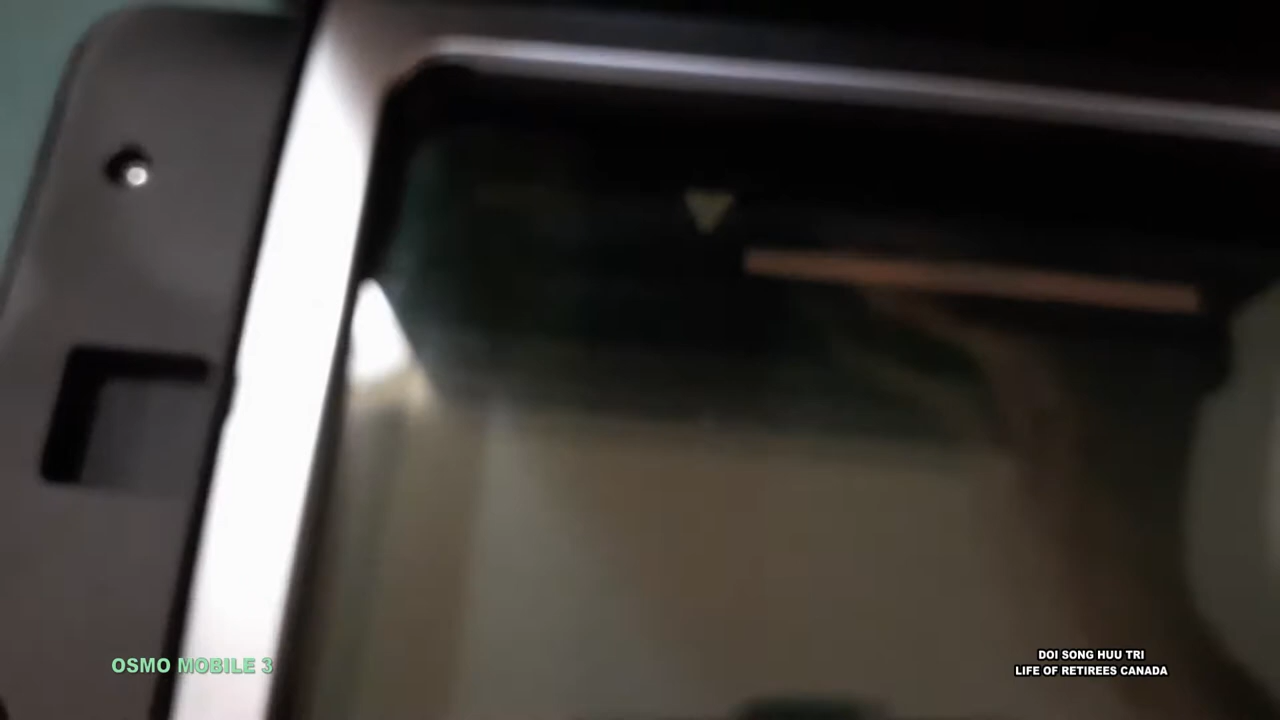 OSMO MOBILE 3
DOI SONG HUU TRI
LIFE OF RETIREES CANADA